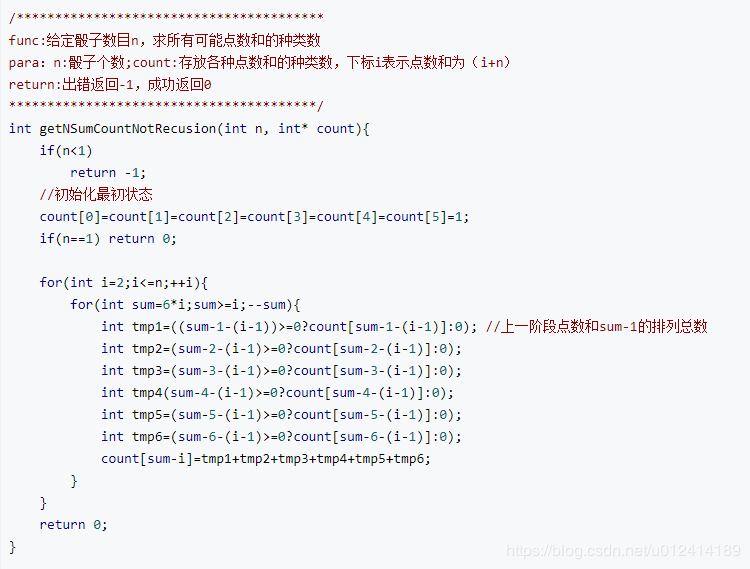 /****************************************
func:给定骰子数目n，求所有可能点数和的种类数
para：n:骰子个数;count:存放各种点数和的种类数，下标i表示点数和为（i+n）
return:出错返回-1，成功返回0
****************************************/
int getNSumCountNotRecusion(int n, int* count){
    if(n<1)
        return -1;
    //初始化最初状态
    count[0]=count[1]=count[2]=count[3]=count[4]=count[5]=1;
    if(n==1) return 0;

    for(int i=2;i<=n;++i){
        for(int sum=6*i;sum>=i;--sum){
            int tmp1=((sum-1-(i-1))>=0?count[sum-1-(i-1)]:0); //上一阶段点数和sum-1的排列总数
            int tmp2=(sum-2-(i-1)>=0?count[sum-2-(i-1)]:0);
            int tmp3=(sum-3-(i-1)>=0?count[sum-3-(i-1)]:0);
            int tmp4(sum-4-(i-1)>=0?count[sum-4-(i-1)]:0);
            int tmp5=(sum-5-(i-1)>=0?count[sum-5-(i-1)]:0);
            int tmp6=(sum-6-(i-1)>=0?count[sum-6-(i-1)]:0);
            count[sum-i]=tmp1+tmp2+tmp3+tmp4+tmp5+tmp6;
        }
    }
    return 0;
}
https://blog.csdn.net/u012414189